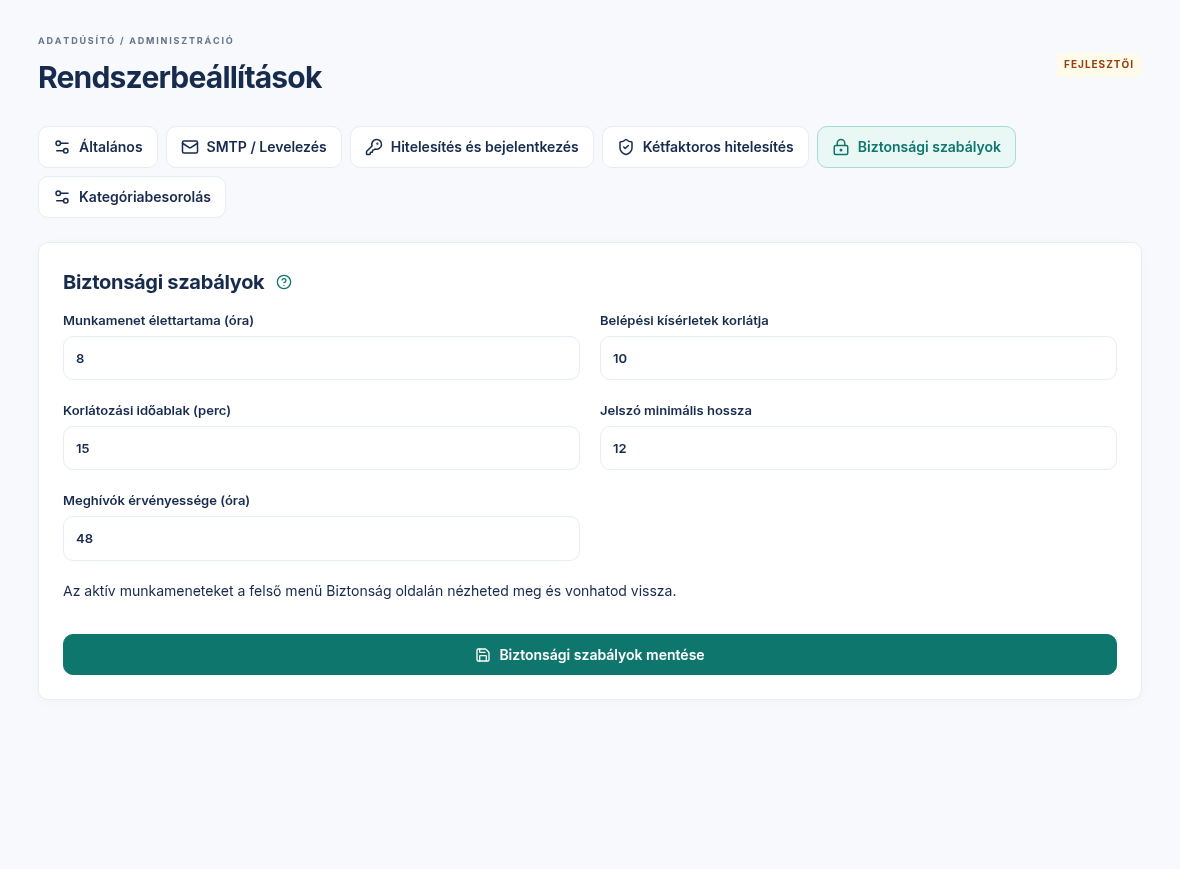 ADATDÚSÍTÓ / ADMINISZTRÁCIÓ
Rendszerbeállítások
FEJLESZTŐI
Általános
SMTP / Levelezés
Hitelesítés és bejelentkezés
Kétfaktoros hitelesítés
Biztonsági szabályok
Kategóriabesorolás
Biztonsági szabályok
Munkamenet élettartama (óra)
Belépési kísérletek korlátja
8
10
Korlátozási időablak (perc)
Jelszó minimális hossza
15
12
Meghívók érvényessége (óra)
48
Az aktív munkameneteket a felső menü Biztonság oldalán nézheted meg és vonhatod vissza.
Biztonsági szabályok mentése